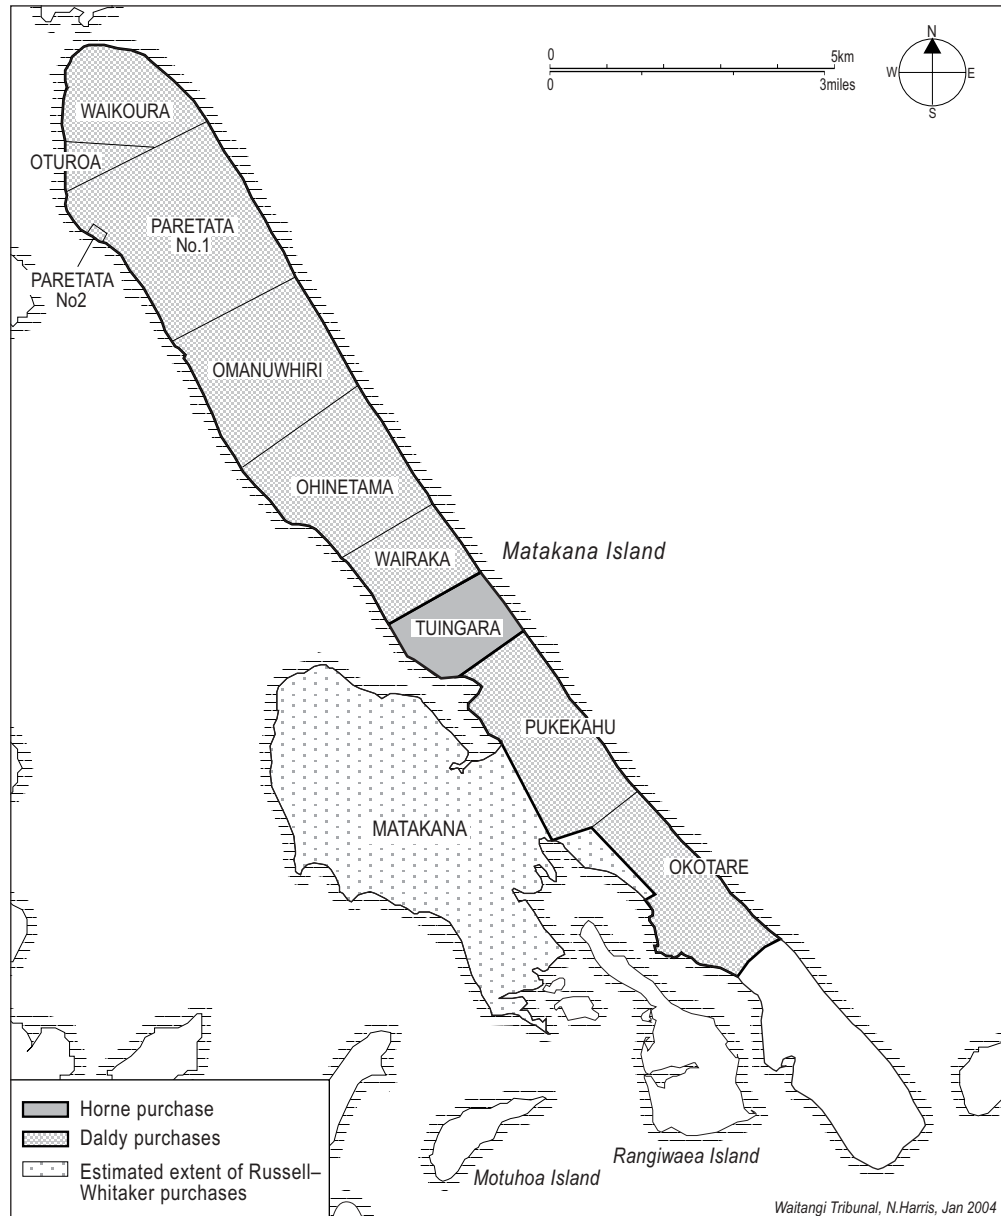 0
5km
0
3miles
N
W
E
S
WAIKOURA
OTUROA
PARETATA
No.1
PARETATA
No2
OMANUWHIRI
OHINETAMA
WAIRAKA
Matakana Island
TUINGARA
PUKEKAHU
MATAKANA
OKOTARE
Horne purchase
Daldy purchases
Estimated extent of Russell–
Whitaker purchases
Motuhoa Island
Rangiwaea Island
Waitangi Tribunal, N.Harris, Jan 2004